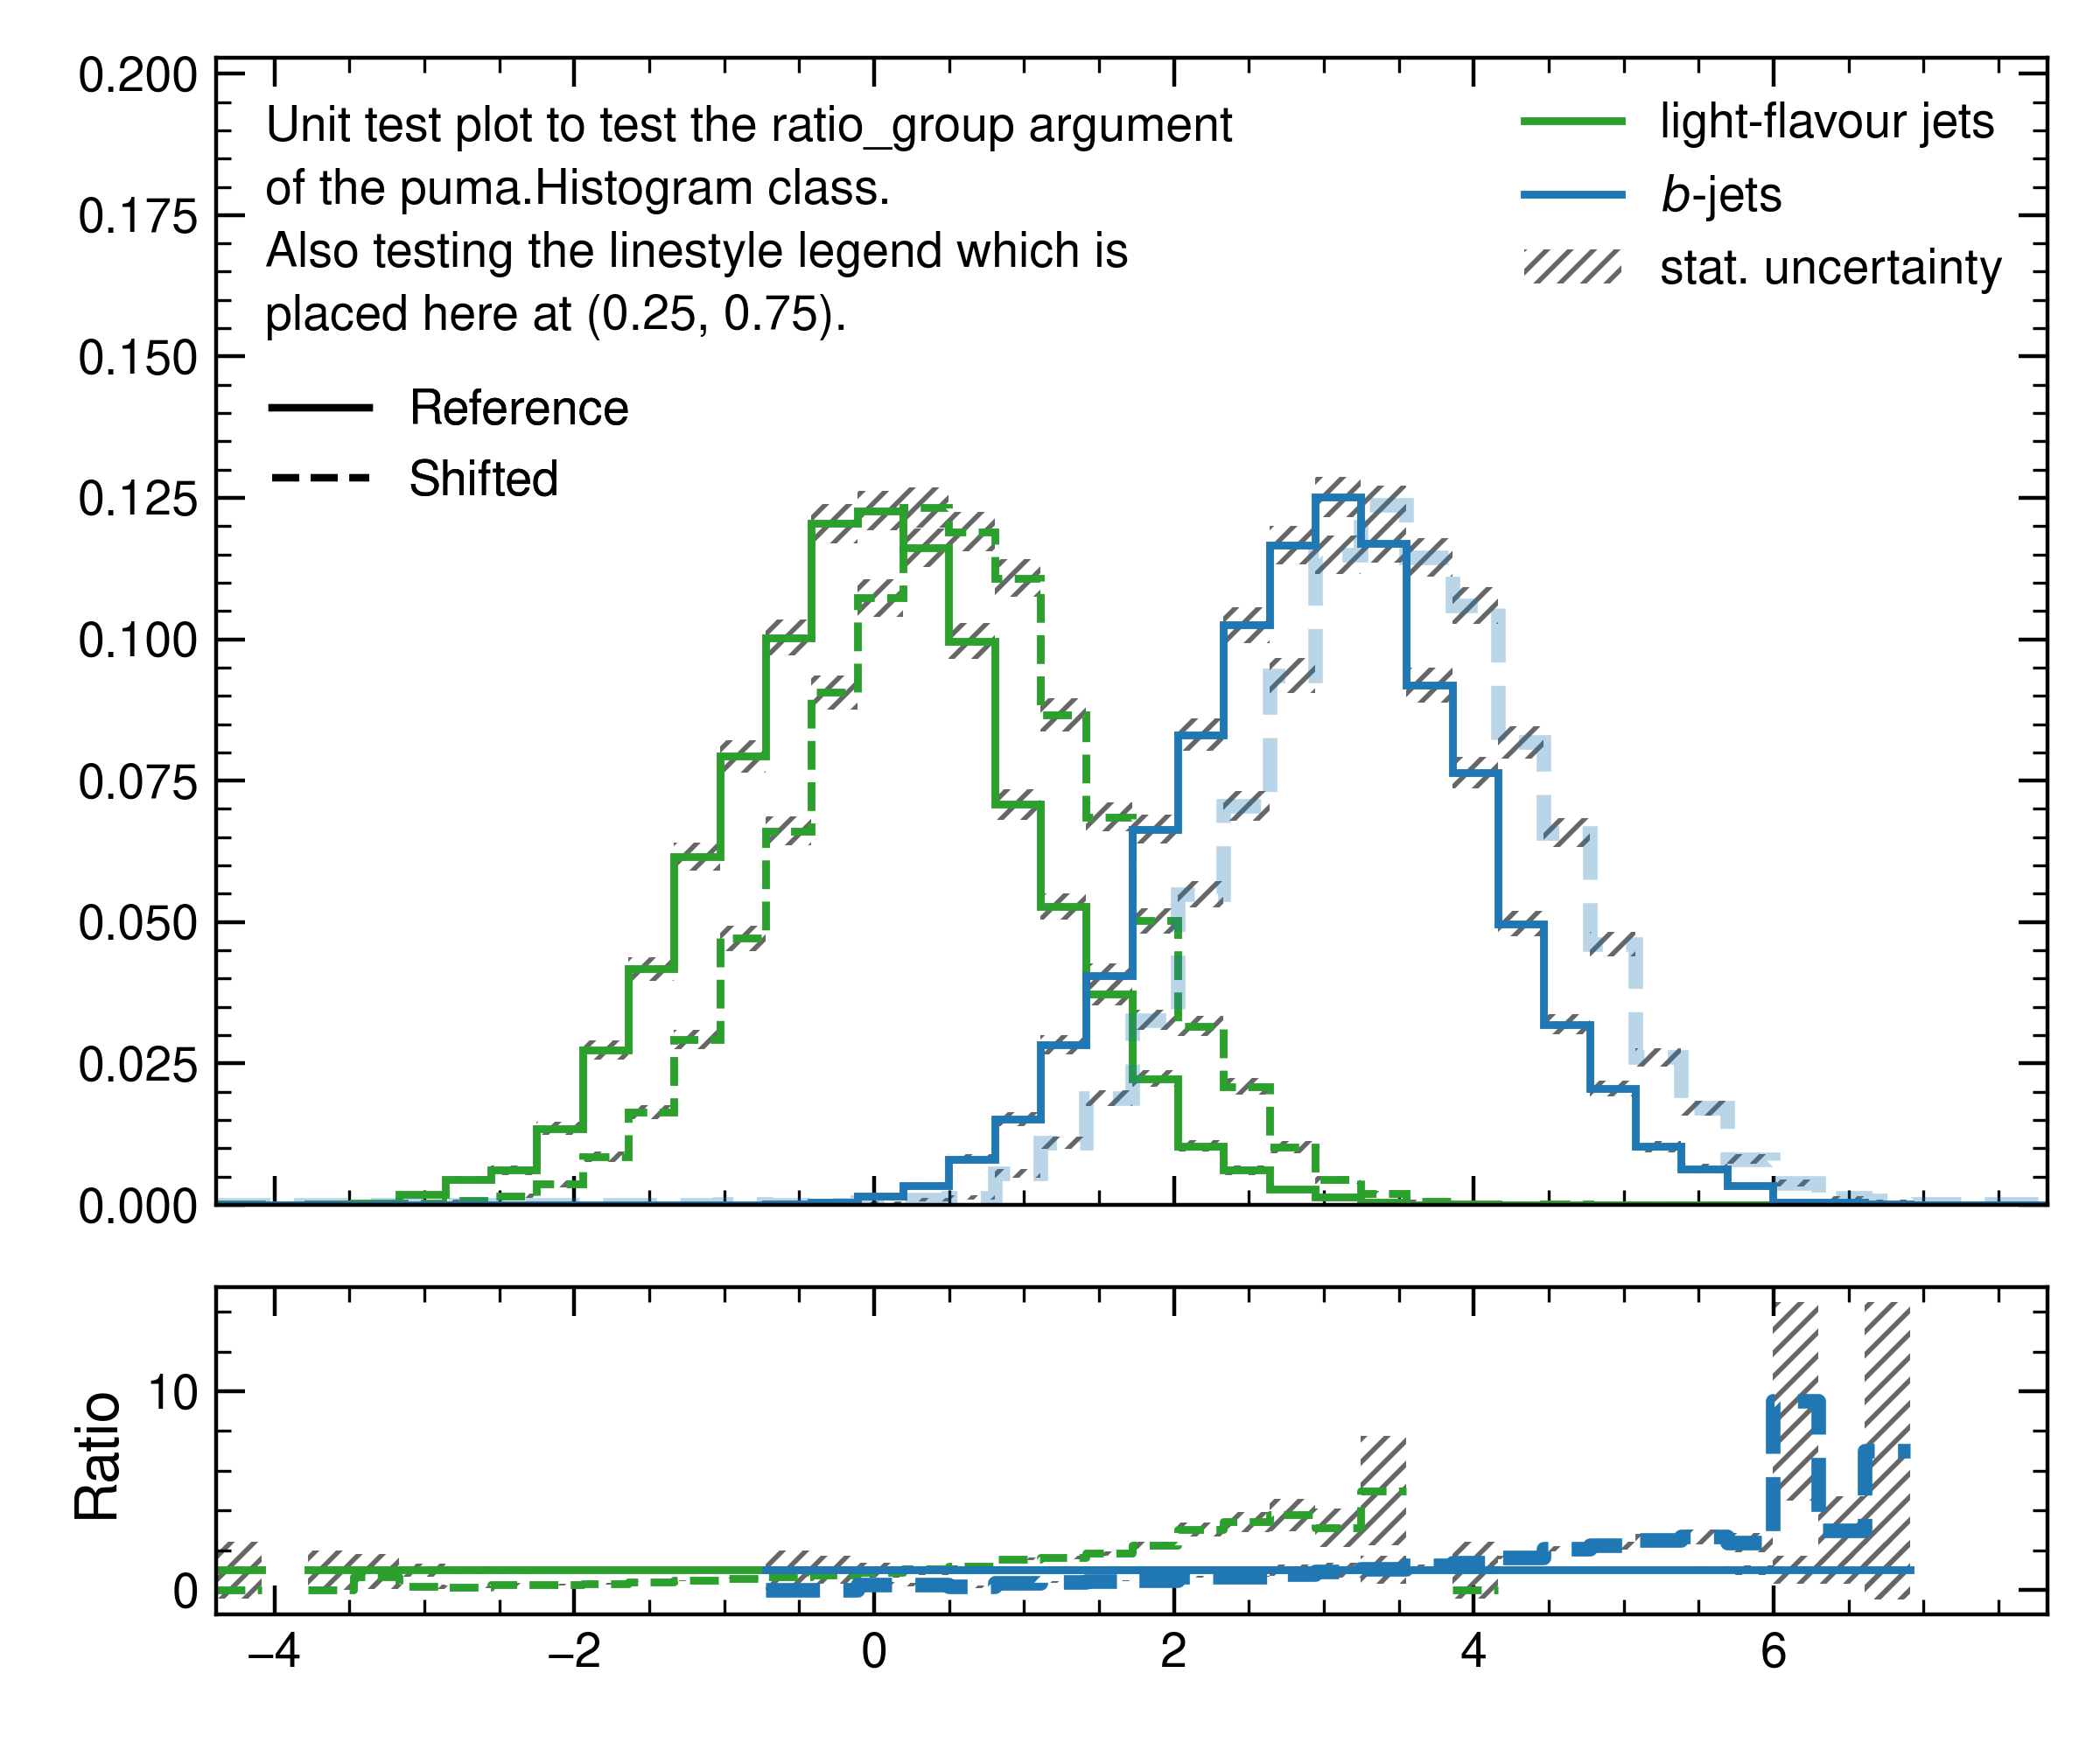 0.200
0.175
0.150
0.125
0.100
0.075
0.050
0.025
0.000
Unit test plot to test the ratio_group argument
of the puma.Histogram class.
Also testing the linestyle legend which is
placed here at (0.25, 0.75).
Reference
Shifted
light-flavour jets
b-jets
stat. uncertainty
Ratio
10
0
−4 −2 0 2 4 6